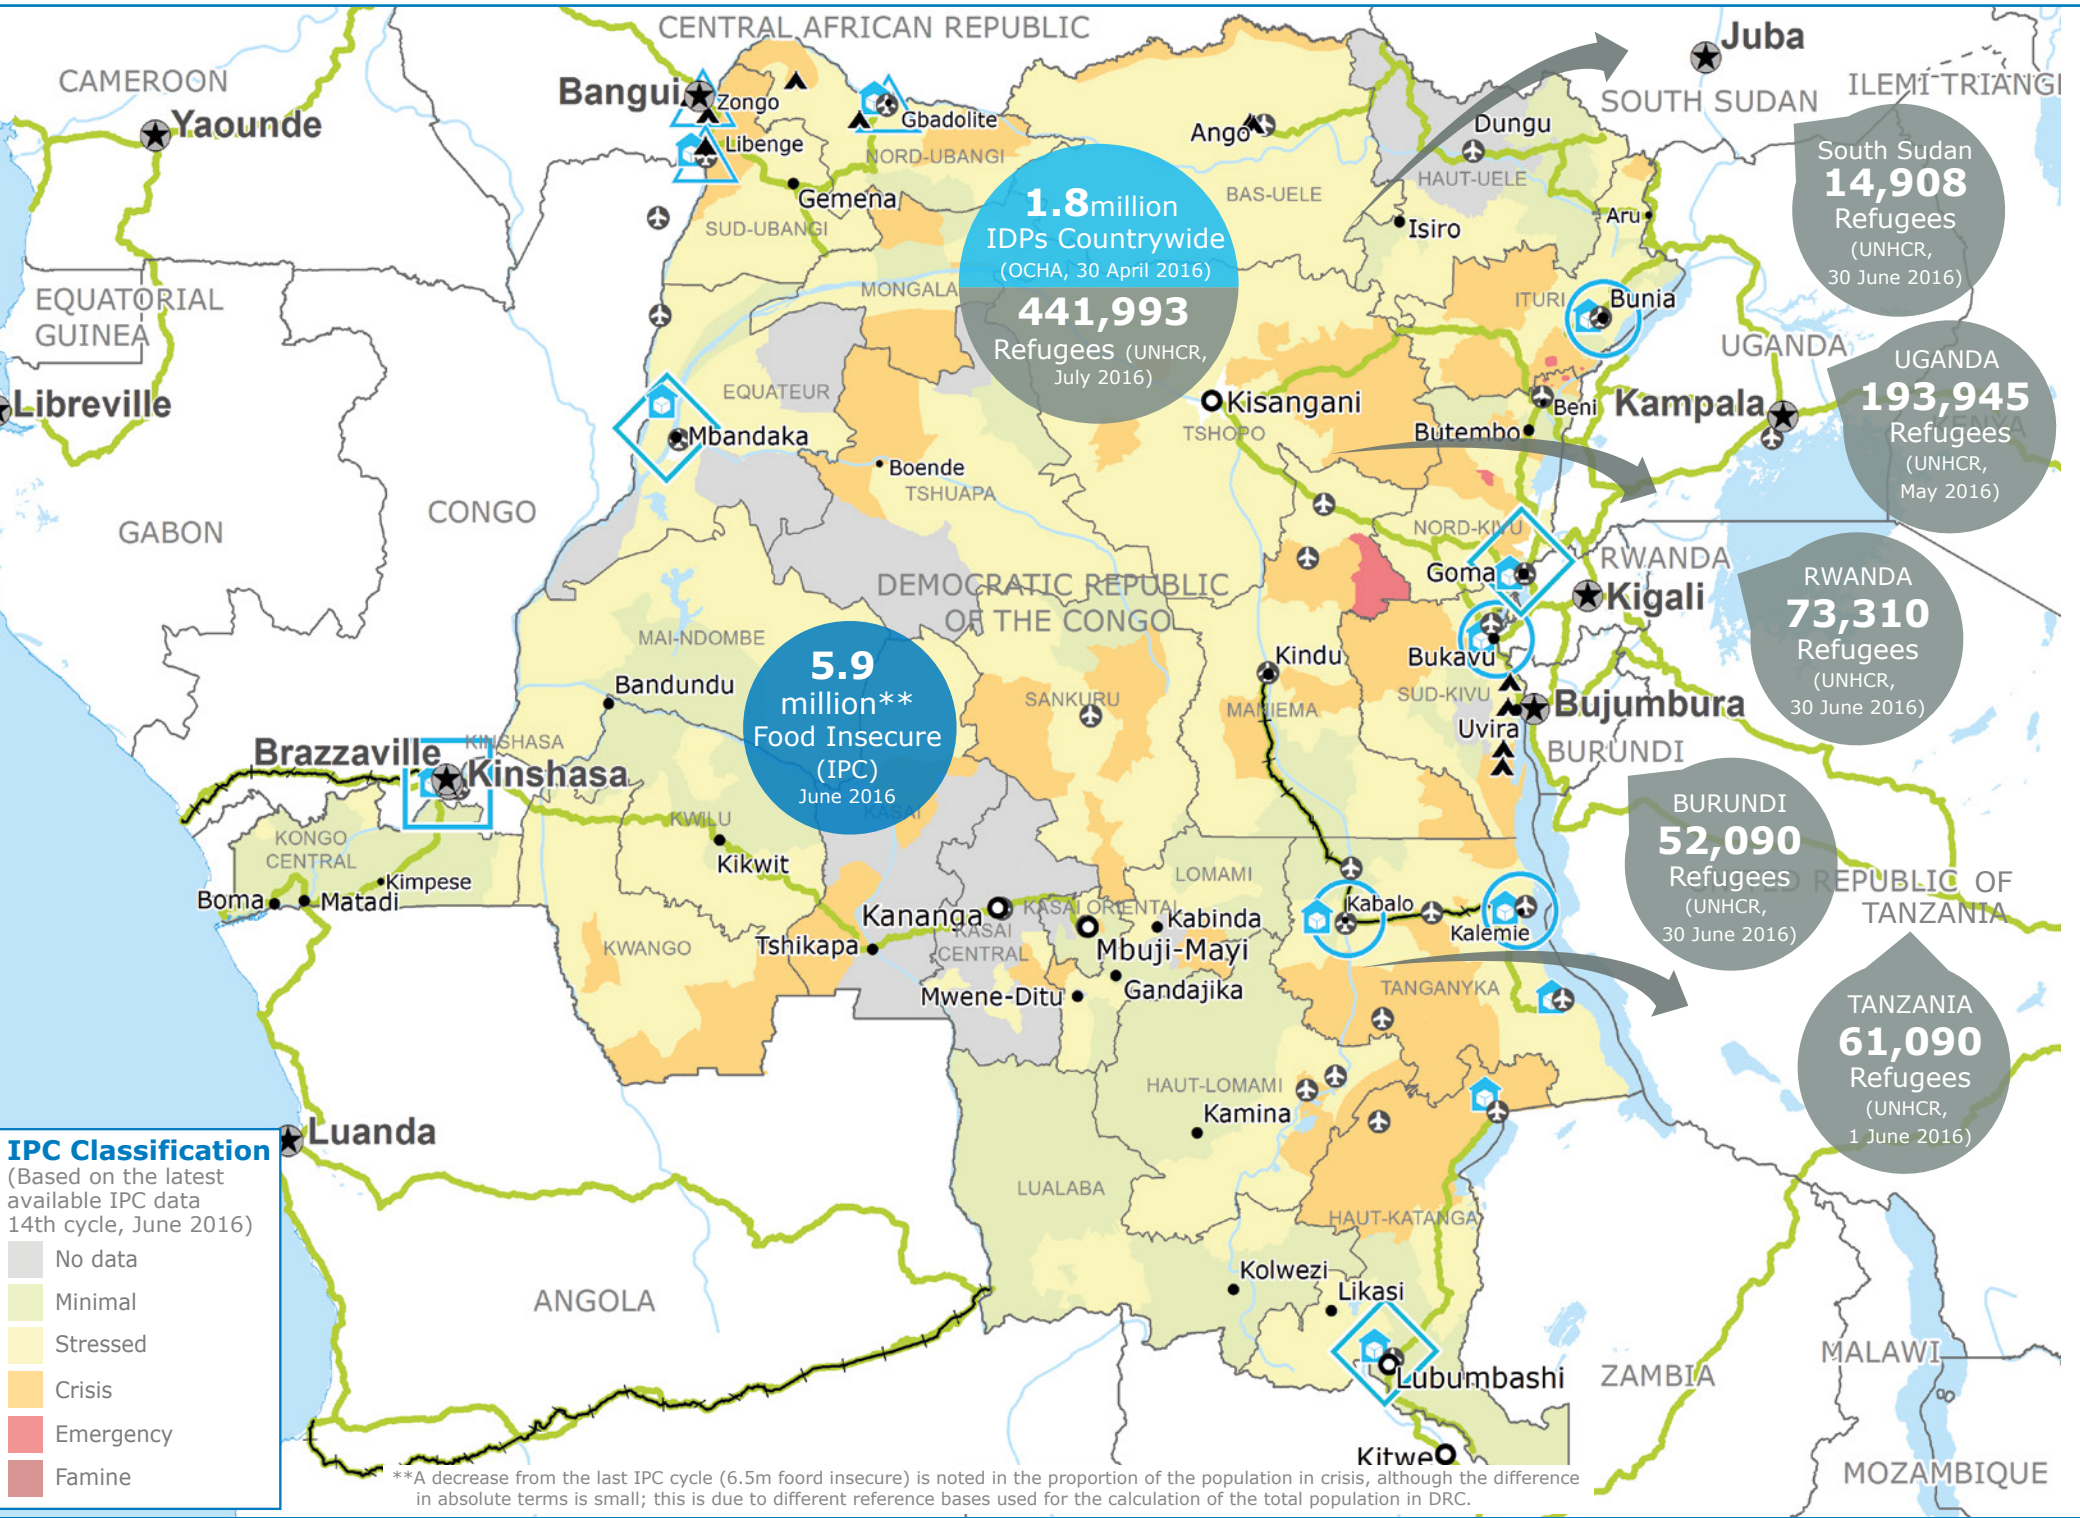 CENTRAL AFRICAN REPUBLIC
Juba
CAMEROON
ILEMI TRIANGL
Yaounde
Bangui
Zongo
Gbadolite
Libenge
NORD-UBANGI
Gemena
SUD-UBANGI
Ango
BAS-UELE
Dungu
HAUT-UELE
SOUTH SUDAN
Isiro
Aru
South Sudan
14,908
Refugees
(UNHCR,
30 June 2016)
1.8million
IDPs Countrywide
(OCHA, 30 April 2016)
441,993
Refugees (UNHCR,
July 2016)
EQUATORIAL
GUINEA
MONGALA
ITURI
Bunia
UGANDA
UGANDA
193,945
Refugees
(UNHCR,
May 2016)
KENYA
Libreville
EQUATEUR
Kisangani
TSHOPO
Beni
Kampala
Mbandaka
Butembo
Boende
TSHUAPA
GABON
CONGO
NORD-KIVU
RWANDA
Goma
Kigali
RWANDA
73,310
Refugees
(UNHCR,
30 June 2016)
DEMOCRATIC REPUBLIC
OF THE CONGO
MAI-NDOMBE
Bandundu
5.9
million**
Food Insecure
(IPC)
June 2016
SANKURU
Kindu
MANIEMA
Bukavu
SUD-KIVU
Uvira
Bujumbura
BURUNDI
Brazzaville
KINSHASA
Kinshasa
KONGO
CENTRAL
KWILU
KASAI
Kikwit
Boma
Matadi
Kimpese
BURUNDI
52,090
Refugees
(UNHCR,
30 June 2016)
UNITED REPUBLIC OF
TANZANIA
LOMAMI
Kananga
KASAI ORIENTAL
KASAI
CENTRAL
Kabinda
Mbuji-Mayi
Kabalo
Kalemie
KWANGO
Tshikapa
Mwene-Ditu
Gandajika
TANGANYKA
TANZANIA
61,090
Refugees
(UNHCR,
1 June 2016)
HAUT-LOMAMI
Kamina
Luanda
LUALABA
HAUT-KATANGA
Kolwezi
Likasi
Lubumbashi
ANGOLA
ZAMBIA
MALAWI
Kitwe
MOZAMBIQUE
IPC Classification
(Based on the latest
available IPC data
14th cycle, June 2016)
No data
Minimal
Stressed
Crisis
Emergency
Famine
**A decrease from the last IPC cycle (6.5m foord insecure) is noted in the proportion of the population in crisis, although the difference
in absolute terms is small; this is due to different reference bases used for the calculation of the total population in DRC.